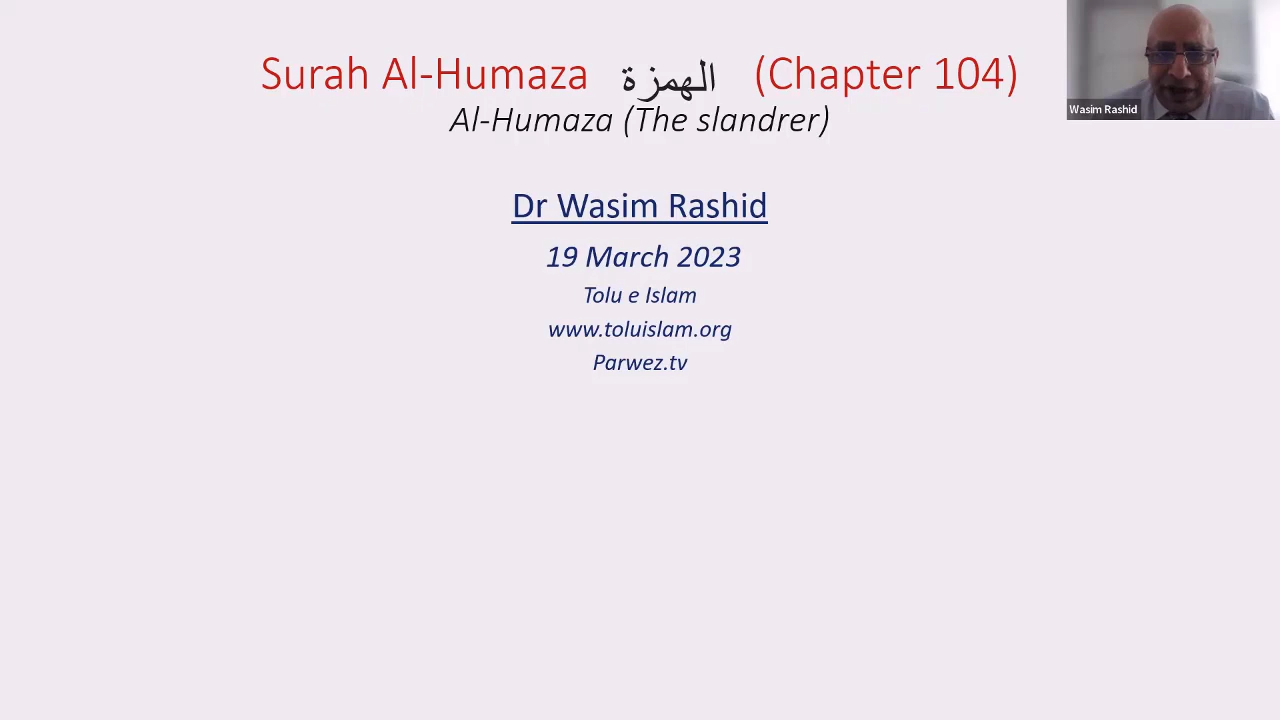 Surah Al-Humaza الهمزة (Chapter 104)
Al-Humaza (The slandrer)
Wasim Rashid
Dr Wasim Rashid
19 March 2023
Tolu e Islam
www.toluislam.org
Parwez.tv